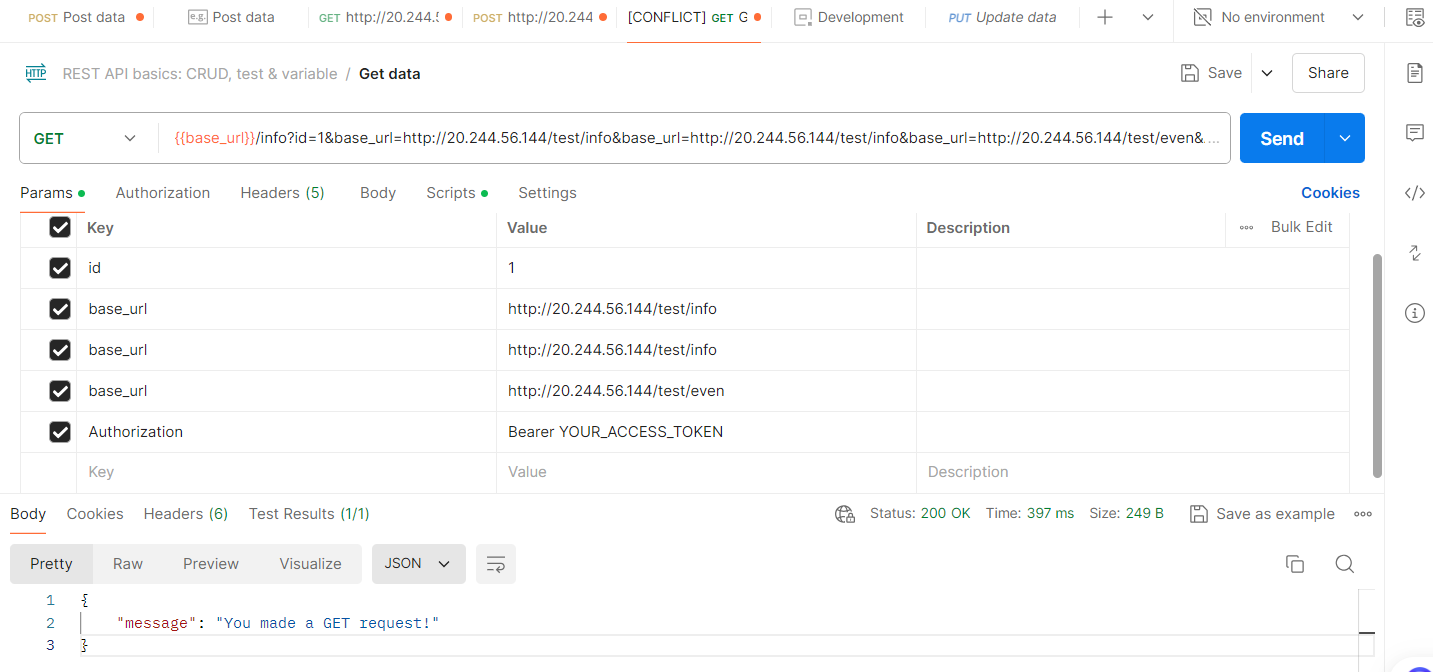 POST Post data e.g. Post data GET http://20.244.5 POST http://20.244 [CONFLICT] GET G Development PUT Update data No environment
HTTP REST API basics: CRUD, test & variable / Get data Save Share
GET {{base_url}}/info?id=1&base_url=http://20.244.56.144/test/info&base_url=http://20.244.56.144/test/info&base_url=http://20.244.56.144/test/even&... Send
Params Authorization Headers (5) Body Scripts Settings Cookies
Key Value Description Bulk Edit
id 1
base_url http://20.244.56.144/test/info
base_url http://20.244.56.144/test/info
base_url http://20.244.56.144/test/even
Authorization Bearer YOUR_ACCESS_TOKEN
Key Value Description
Body Cookies Headers (6) Test Results (1/1) Status: 200 OK Time: 397 ms Size: 249 B Save as example
Pretty Raw Preview Visualize JSON
1 {
2 "message": "You made a GET request!"
3 }